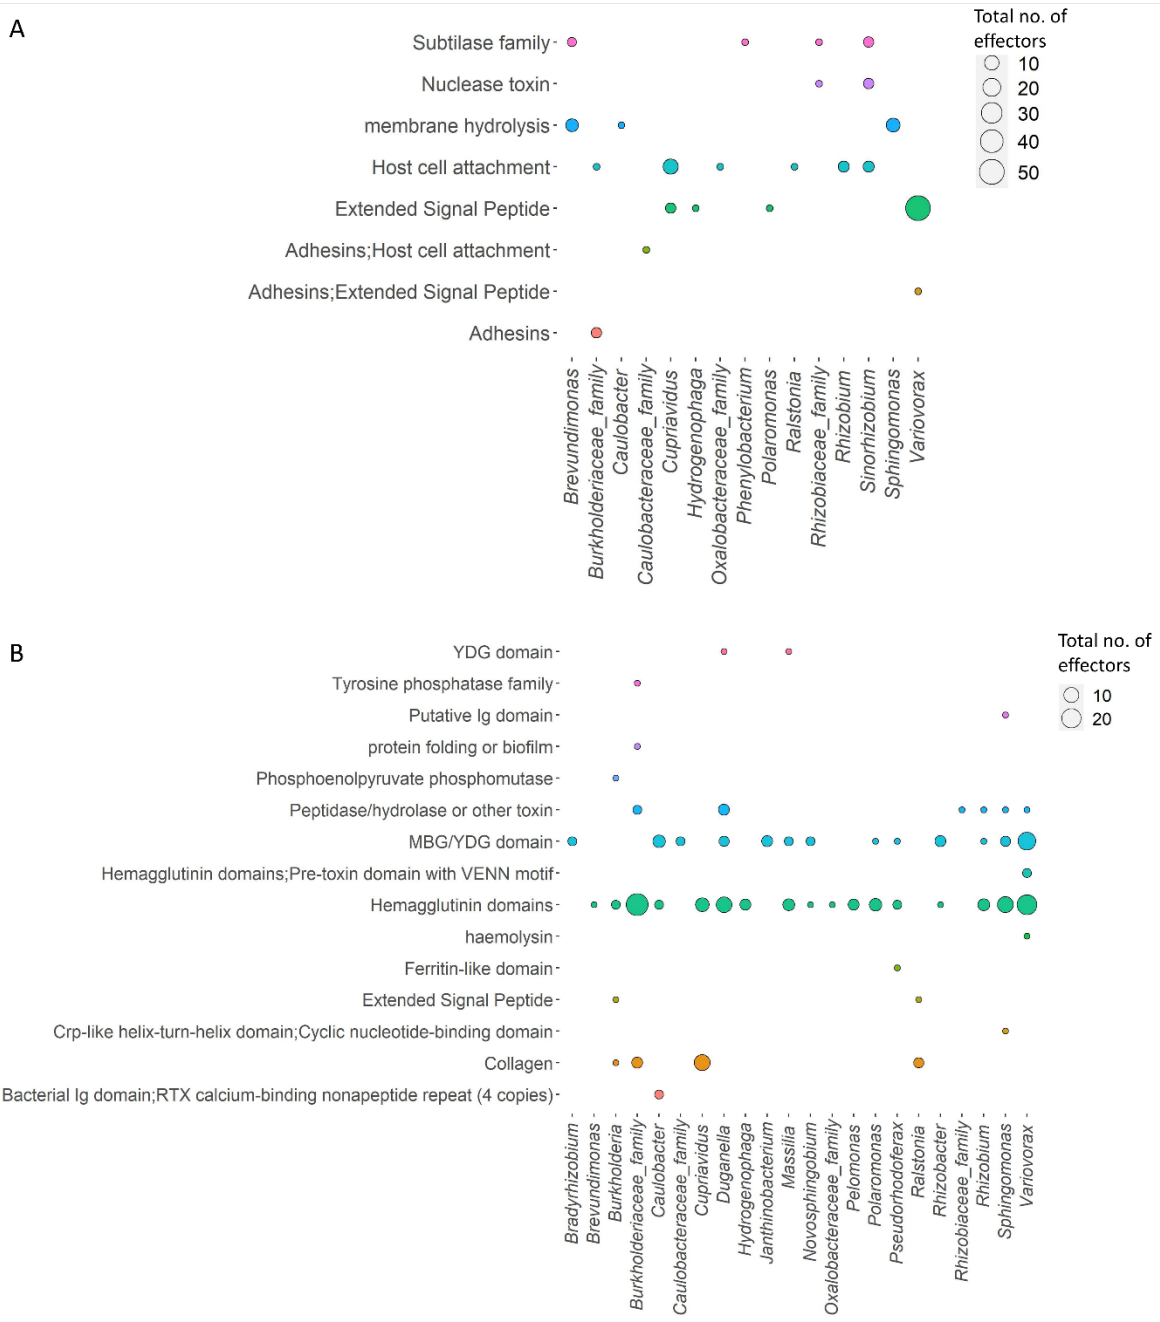 A
Total no. of
effectors
10
20
30
40
50
Subtilase family
Nuclease toxin
membrane hydrolysis
Host cell attachment
Extended Signal Peptide
Adhesins;Host cell attachment
Adhesins;Extended Signal Peptide
Adhesins
Brevundimonas
Burkholderiaceae_family
Caulobacter
Caulobacteraceae_family
Cupriavidus
Hydrogenophaga
Oxalobacteraceae_family
Phenylobacterium
Polaromonas
Ralstonia
Rhizobiaceae_family
Rhizobium
Sinorhizobium
Sphingomonas
Variovorax
B
Total no. of
effectors
10
20
YDG domain
Tyrosine phosphatase family
Putative Ig domain
protein folding or biofilm
Phosphoenolpyruvate phosphomutase
Peptidase/hydrolase or other toxin
MBG/YDG domain
Hemagglutinin domains;Pre-toxin domain with VENN motif
Hemagglutinin domains
haemolysin
Ferritin-like domain
Extended Signal Peptide
Crp-like helix-turn-helix domain;Cyclic nucleotide-binding domain
Collagen
Bacterial Ig domain;RTX calcium-binding nonapeptide repeat (4 copies)
Bradyrhizobium
Brevundimonas
Burkholderia
Burkholderiaceae_family
Caulobacter
Caulobacteraceae_family
Cupriavidus
Duganella
Hydrogenophaga
Janthinobacterium
Massilia
Novosphingobium
Oxalobacteraceae_family
Pelomonas
Polaromonas
Pseudorhodoferax
Ralstonia
Rhizobacter
Rhizobiaceae_family
Rhizobium
Sphingomonas
Variovorax